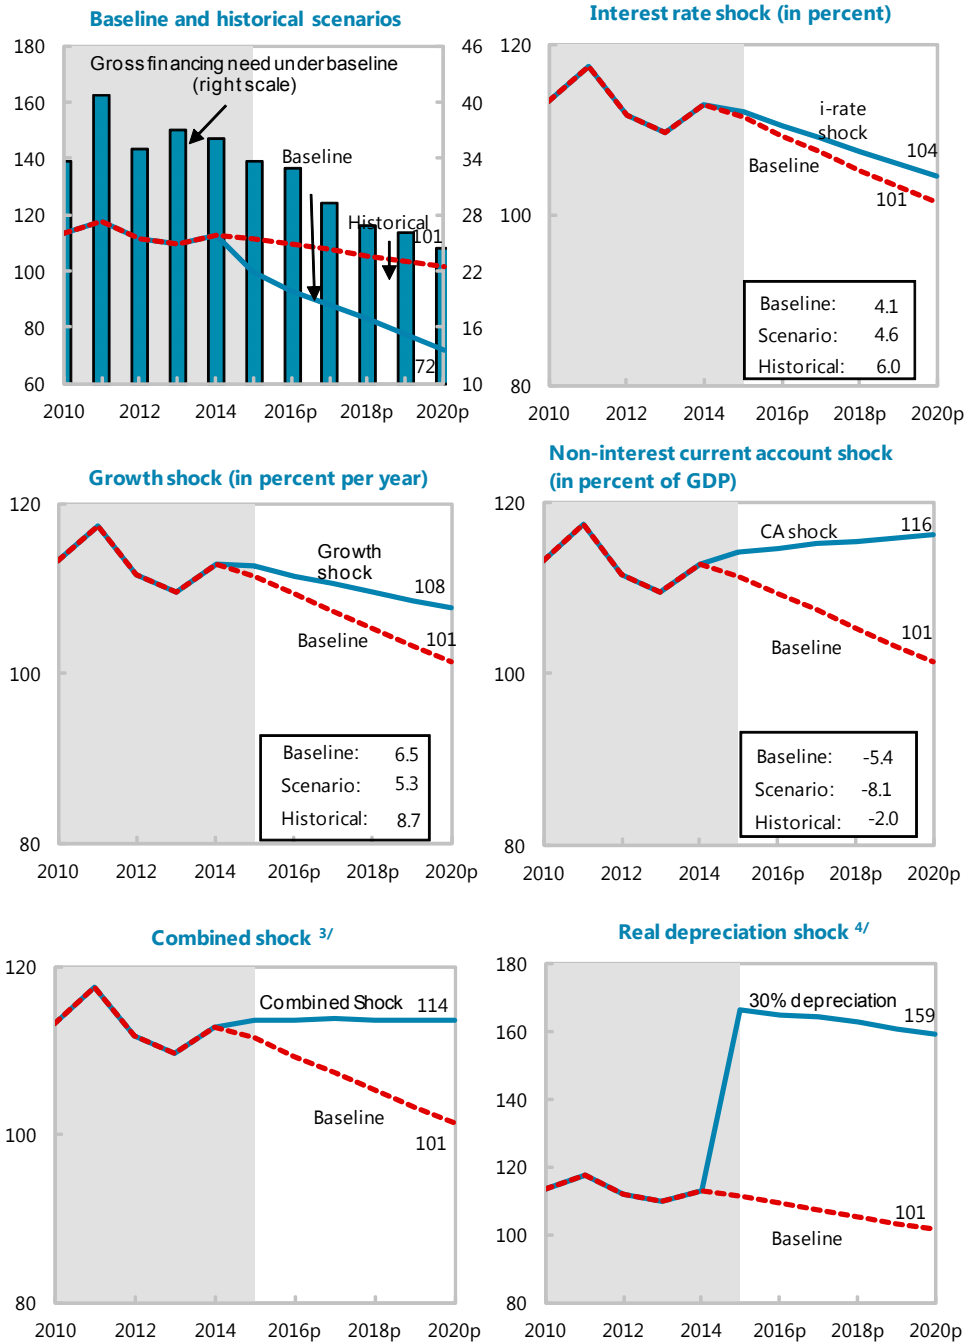 Baseline and historical scenarios
180
160
140
120
100
80
60
46
40
34
28
22
16
10
Gross financing need under baseline
(right scale)
Baseline
Historical
101
72
2010 2012 2014 2016p 2018p 2020p
Interest rate shock (in percent)
120
100
80
i-rate
shock
104
Baseline
101
Baseline: 4.1
Scenario: 4.6
Historical: 6.0
2010 2012 2014 2016p 2018p 2020p
Growth shock (in percent per year)
120
100
80
Growth
shock
108
Baseline
101
Baseline: 6.5
Scenario: 5.3
Historical: 8.7
2010 2012 2014 2016p 2018p 2020p
Non-interest current account shock
(in percent of GDP)
120
100
80
CA shock
116
Baseline
101
Baseline: -5.4
Scenario: -8.1
Historical: -2.0
2010 2012 2014 2016p 2018p 2020p
Combined shock 3/
120
100
80
Combined Shock
114
Baseline
101
2010 2012 2014 2016p 2018p 2020p
Real depreciation shock 4/
180
160
140
120
100
80
30% depreciation
159
101
Baseline
2010 2012 2014 2016p 2018p 2020p